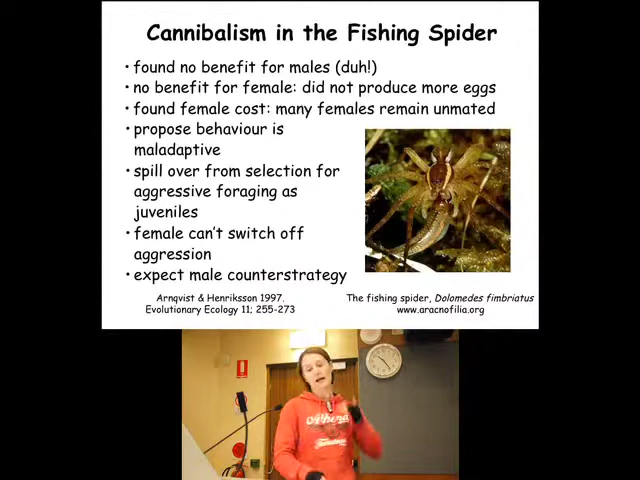 Cannibalism in the Fishing Spider
• found no benefit for males (duh!)
• no benefit for female: did not produce more eggs
• found female cost: many females remain unmated
• propose behaviour is
maladaptive
• spill over from selection for
aggressive foraging as
juveniles
• female can't switch off
aggression
• expect male counterstrategy
Arnqvist & Henriksson 1997.
Evolutionary Ecology 11; 255-273
The fishing spider, Dolomedes fimbriatus
www.aracnofilia.org
Athena